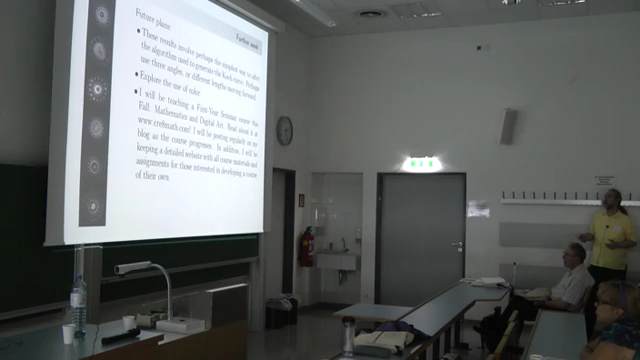 Further work
Future plans:
• These results involve perhaps the simplest way to alter
the algorithm used to generate the Koch curve. Perhaps
use three angles, or different lengths moving forward.
• Explore the use of color.
• I will be teaching a First-Year Seminar course this
Fall: Mathematics and Digital Art. Read about it at
www.cre8math.com! I will be posting regularly on my
blog as the course progresses. In addition, I will be
keeping a detailed website with all course materials and
assignments for those interested in developing a course
of their own.